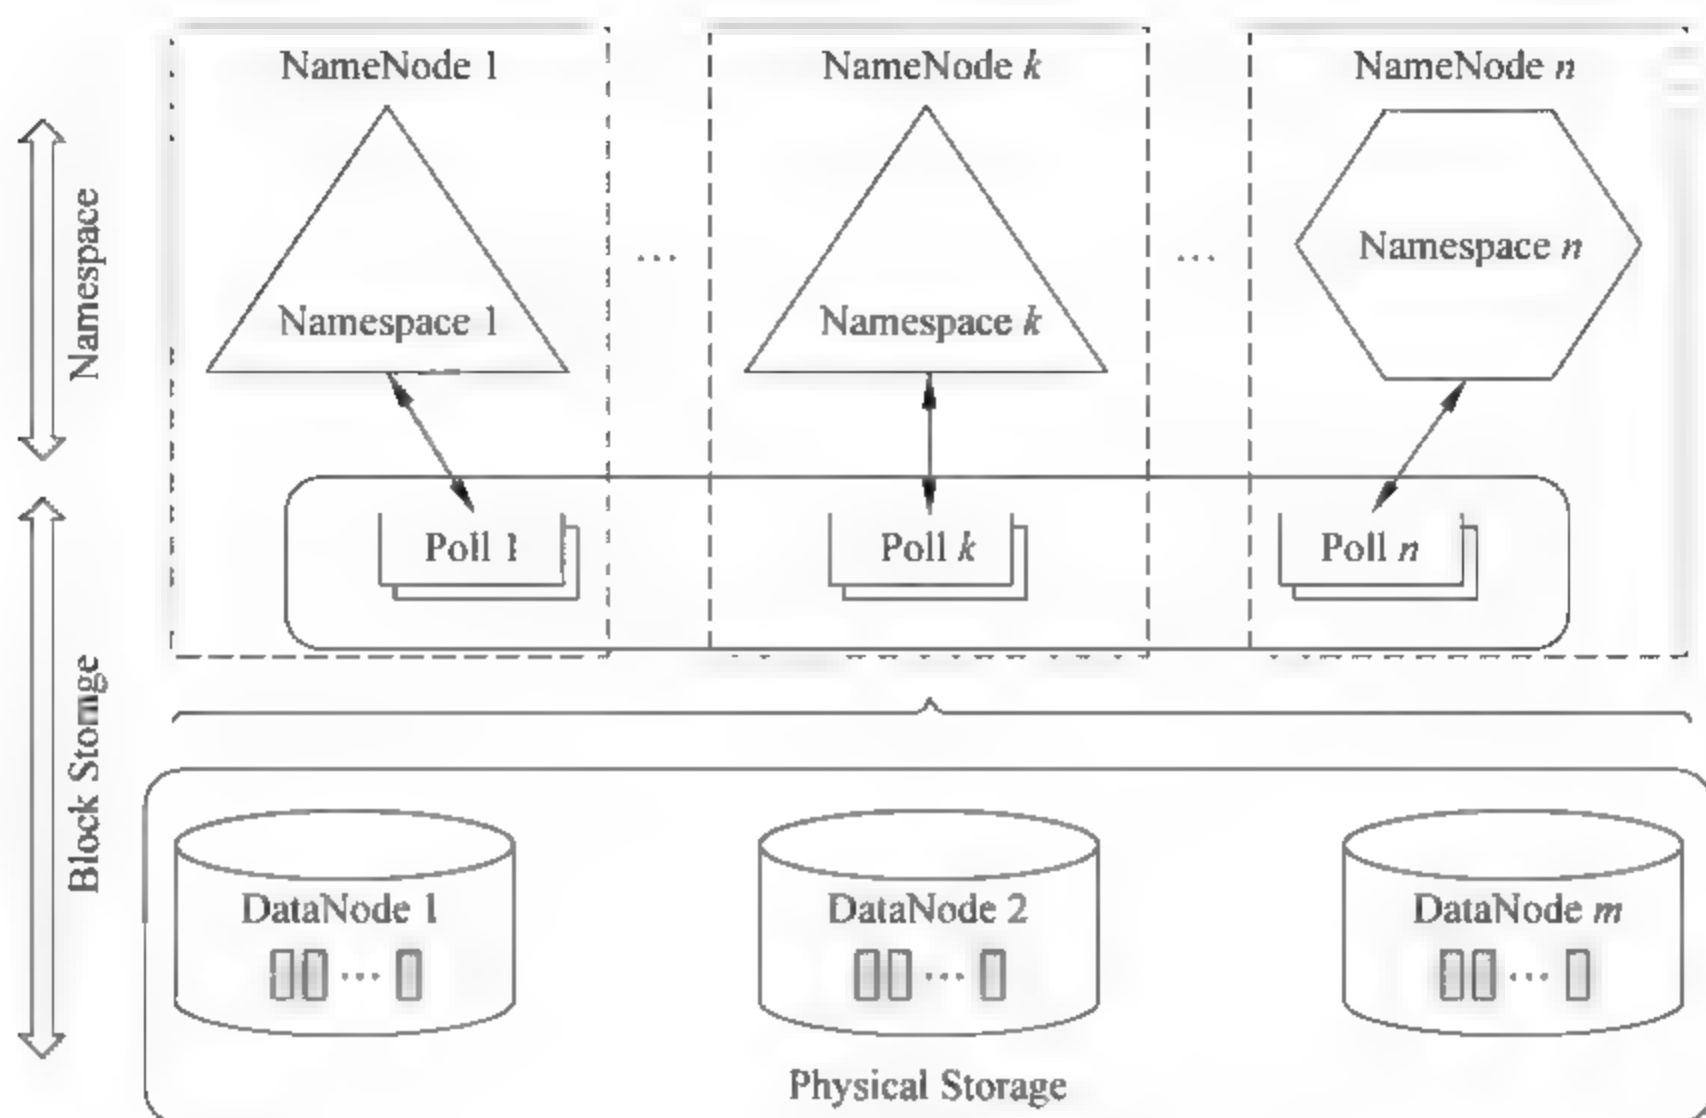 NameNode 1
NameNode k
NameNode n
Namespace
Namespace 1
...
Namespace k
...
Namespace n
Poll 1
Poll k
Poll n
Block Storage
DataNode 1
...
DataNode 2
...
DataNode m
...
Physical Storage